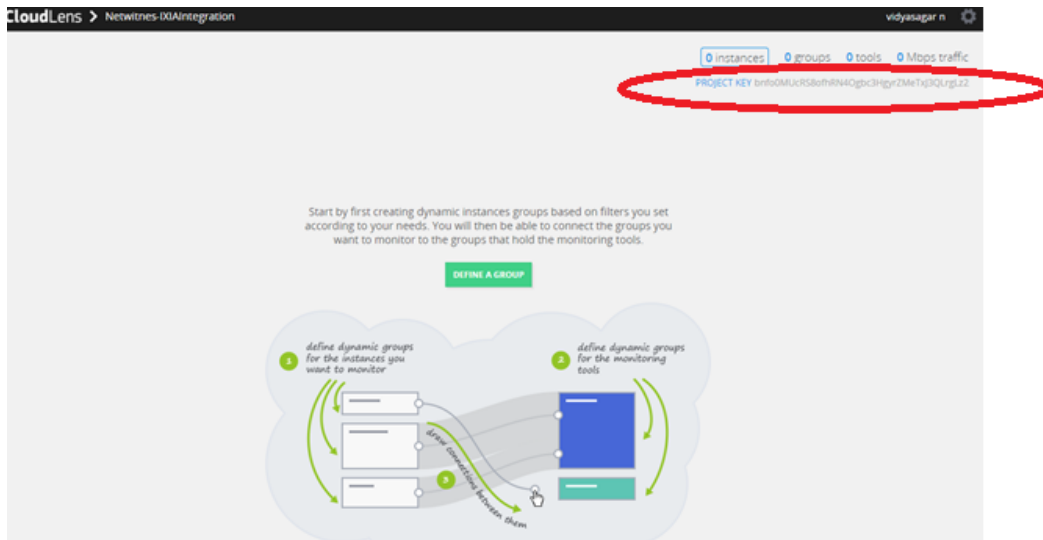 CloudLens > Netwitnes-IXIAIntegration
vidyasagar n
0 instances 0 groups 0 tools 0 Mbps traffic
PROJECT KEY
Start by first creating dynamic instances groups based on filters you set
according to your needs. You will then be able to connect the groups you
want to monitor to the groups that hold the monitoring tools.
DEFINE A GROUP
1
define dynamic groups
for the instances you
want to monitor
2
define dynamic groups
for the monitoring
tools
3
draw connections between them